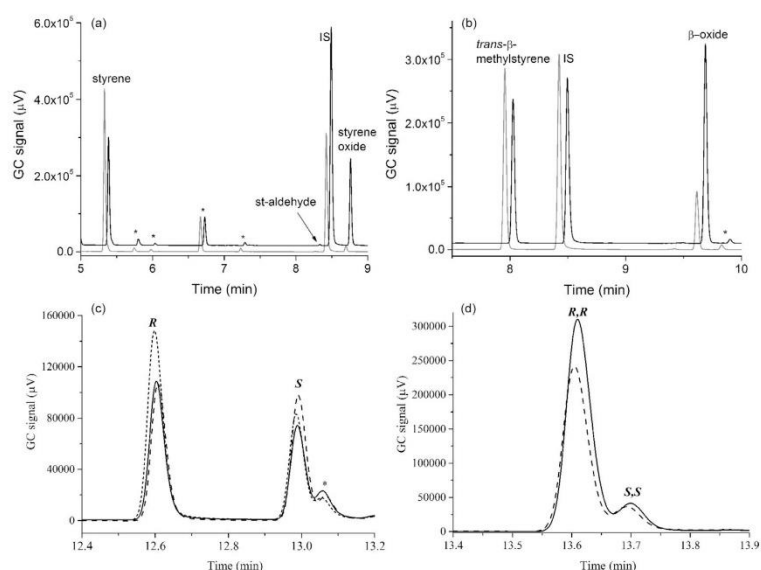 (a)
IS
styrene
styrene
oxide
st-aldehyde
*
*
*
*
GC signal (μV)
6.0x10⁵
4.0x10⁵
2.0x10⁵
0.0
5 6 7 8 9
Time (min)
(b)
trans-β-
methylstyrene
IS
β-oxide
*
GC signal (μV)
3.0x10⁵
2.0x10⁵
1.0x10⁵
0.0
8 9 10
Time (min)
(c)
R
S
*
GC signal (μV)
160000
120000
80000
40000
0
12.4 12.6 12.8 13.0 13.2
Time (min)
(d)
R,R
S,S
GC signal (μV)
350000
300000
250000
200000
150000
100000
50000
0
13.4 13.5 13.6 13.7 13.8 13.9
Time (min)